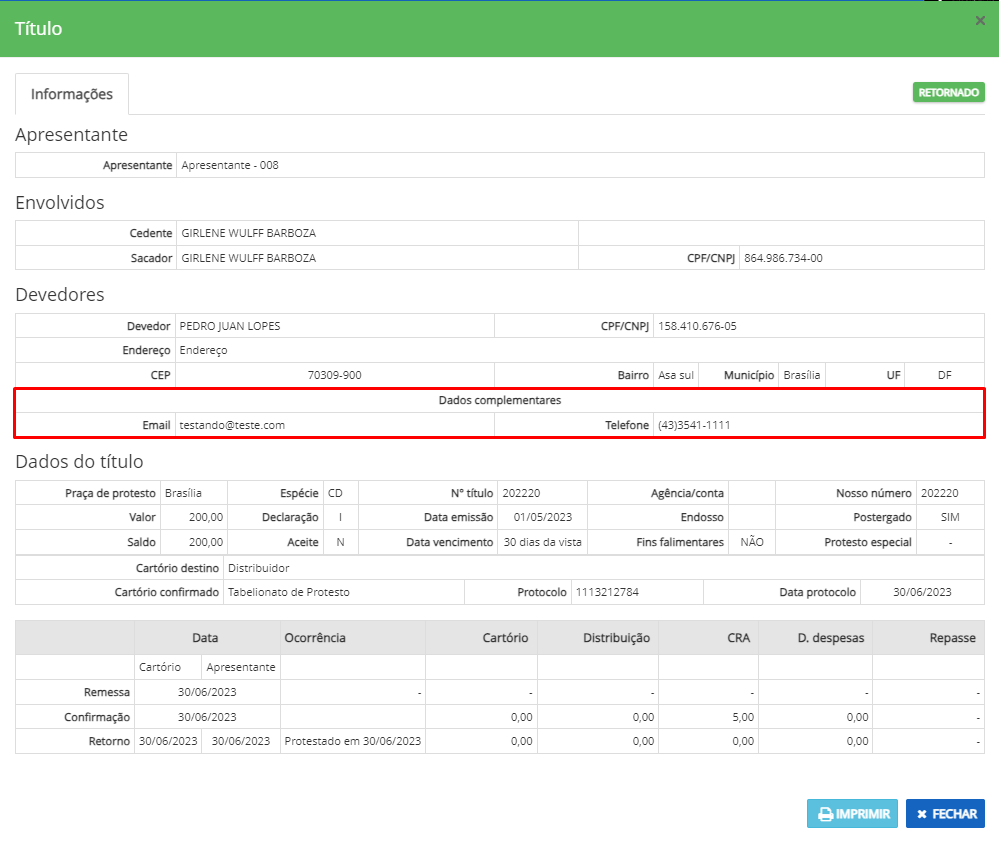 Título
×
Informações
RETORNADO
Apresentante
Apresentante Apresentante - 008
Envolvidos
Cedente GIRLENE WULFF BARBOZA
Sacador GIRLENE WULFF BARBOZA CPF/CNPJ 864.986.734-00
Devedores
Devedor PEDRO JUAN LOPES CPF/CNPJ 158.410.676-05
Endereço Endereço
CEP 70309-900 Bairro Asa sul Município Brasília UF DF
Dados complementares
Email testando@teste.com Telefone (43)3541-1111
Dados do título
Praça de protesto Brasília Espécie CD Nº título 202220 Agência/conta Nosso número 202220
Valor 200,00 Declaração I Data emissão 01/05/2023 Endosso Postergado SIM
Saldo 200,00 Aceite N Data vencimento 30 dias da vista Fins falimentares NÃO Protesto especial -
Cartório destino Distribuidor
Cartório confirmado Tabelionato de Protesto Protocolo 1113212784 Data protocolo 30/06/2023
Data Ocorrência Cartório Distribuição CRA D. despesas Repasse
Cartório Apresentante
Remessa 30/06/2023 - - - - - -
Confirmação 30/06/2023 0,00 0,00 5,00 0,00 -
Retorno 30/06/2023 30/06/2023 Protestado em 30/06/2023 0,00 0,00 0,00 0,00 -
IMPRIMIR
× FECHAR